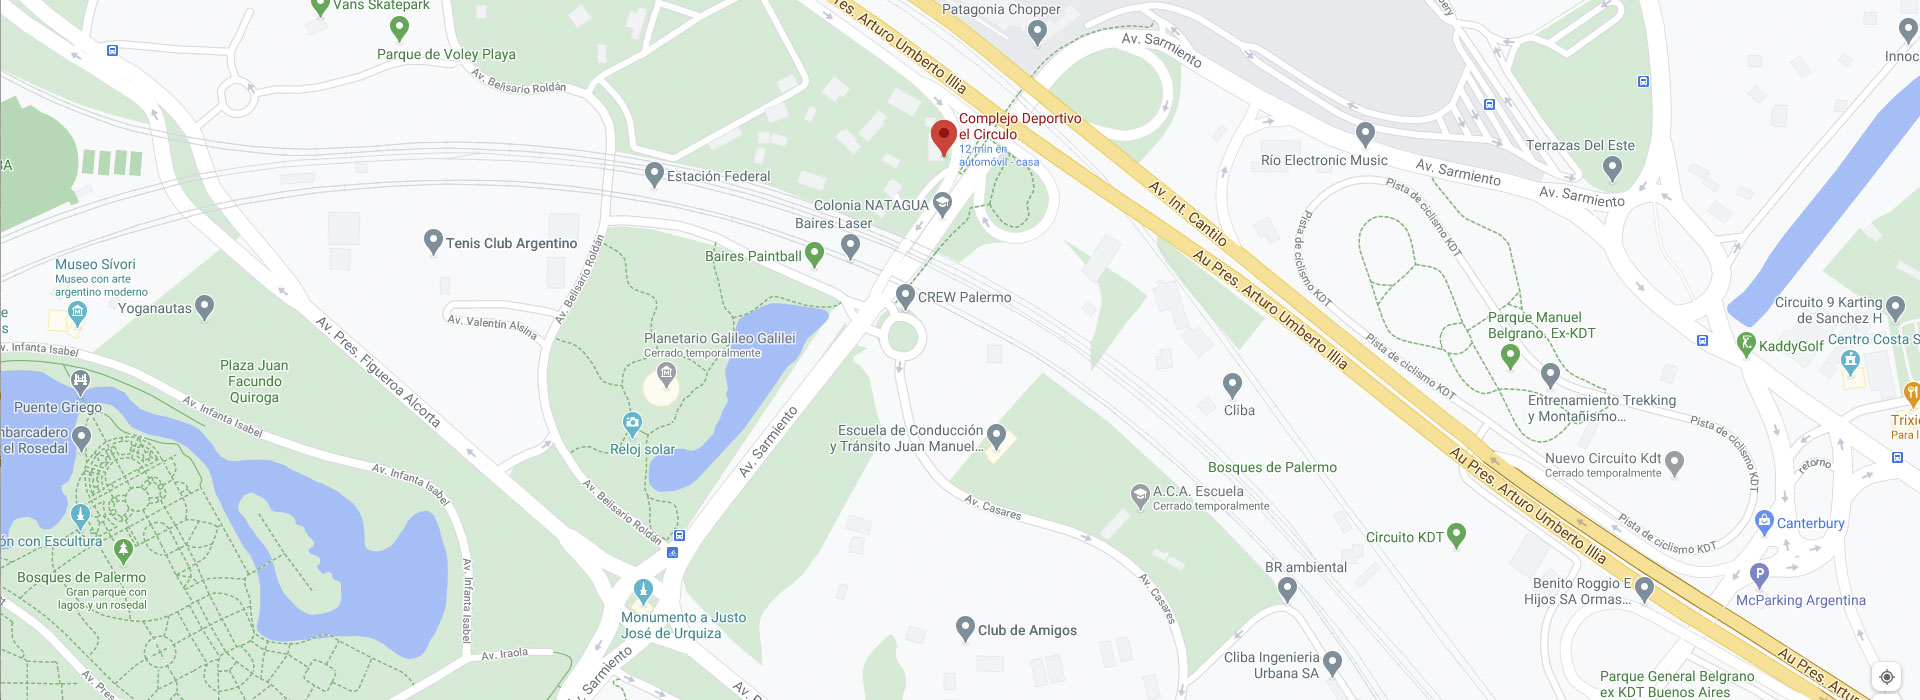 Vans Skatepark
Parque de Voley Playa
Av. Belisario Roldán
Pres. Arturo Umberto Illia
Patagonia Chopper
Av. Sarmiento
Innoc
Complejo Deportivo
el Circulo
12 min en
automóvil - casa
Estación Federal
Colonia NATAGUA
Baires Laser
Baires Paintball
Río Electronic Music
Av. Sarmiento
Terrazas Del Este
Av. Sarmiento
Av. Int. Cantilo
Pista de ciclismo KDT
Pista de ciclismo KDT
Tenis Club Argentino
Av. Belisario Roldán
Museo Sívori
Museo con arte
argentino moderno
Yoganautas
CREW Palermo
Au Pres. Arturo Umberto Illia
Circuito 9 Karting
de Sanchez H
Parque Manuel
Belgrano. Ex-KDT
KaddyGolf
Centro Costa S
Av. Valentín Alsina
Av. Pres. Figueroa Alcorta
Planetario Galileo Galilei
Cerrado temporalmente
Pista de ciclismo KDT
v. Infanta Isabel
Plaza Juan
Facundo
Quiroga
Puente Griego
Av. Infanta Isabel
Cliba
Entrenamiento Trekking
y Montañismo...
Trixi
Para l
mbarcadero
el Rosedal
Reloj solar
Av. Sarmiento
Escuela de Conducción
y Tránsito Juan Manuel...
Pista de ciclismo KDT
Av. Infanta Isabel
Bosques de Palermo
Au Pres. Arturo Umberto Illia
Nuevo Circuito Kdt
Cerrado temporalmente
retorno
Av. Belisario Roldán
Av. Casares
A.C.A. Escuela
Cerrado temporalmente
Pista de ciclismo KDT
Canterbury
ón con Escultura
Circuito KDT
Bosques de Palermo
Gran parque con
lagos y un rosedal
Av. Infanta Isabel
Av. Casares
BR ambiental
Benito Roggio E
Hijos SA Ormas...
McParking Argentina
Monumento a Justo
José de Urquiza
Club de Amigos
Av. Iraola
Av. Sarmiento
Cliba Ingenieria
Urbana SA
Parque General Belgrano
ex KDT Buenos Aires
Au Pres. Artur
Av. Pres.